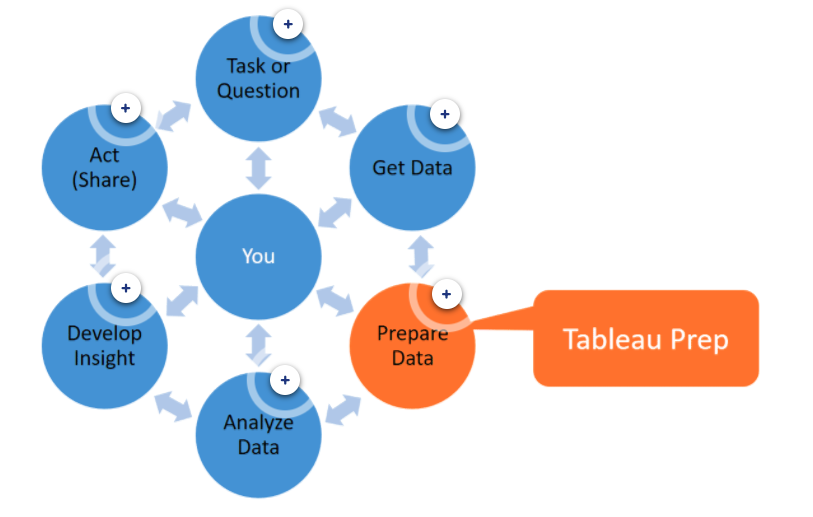 Task or
Question
Get Data
Act
(Share)
You
Prepare
Data
Tableau Prep
Develop
Insight
Analyze
Data